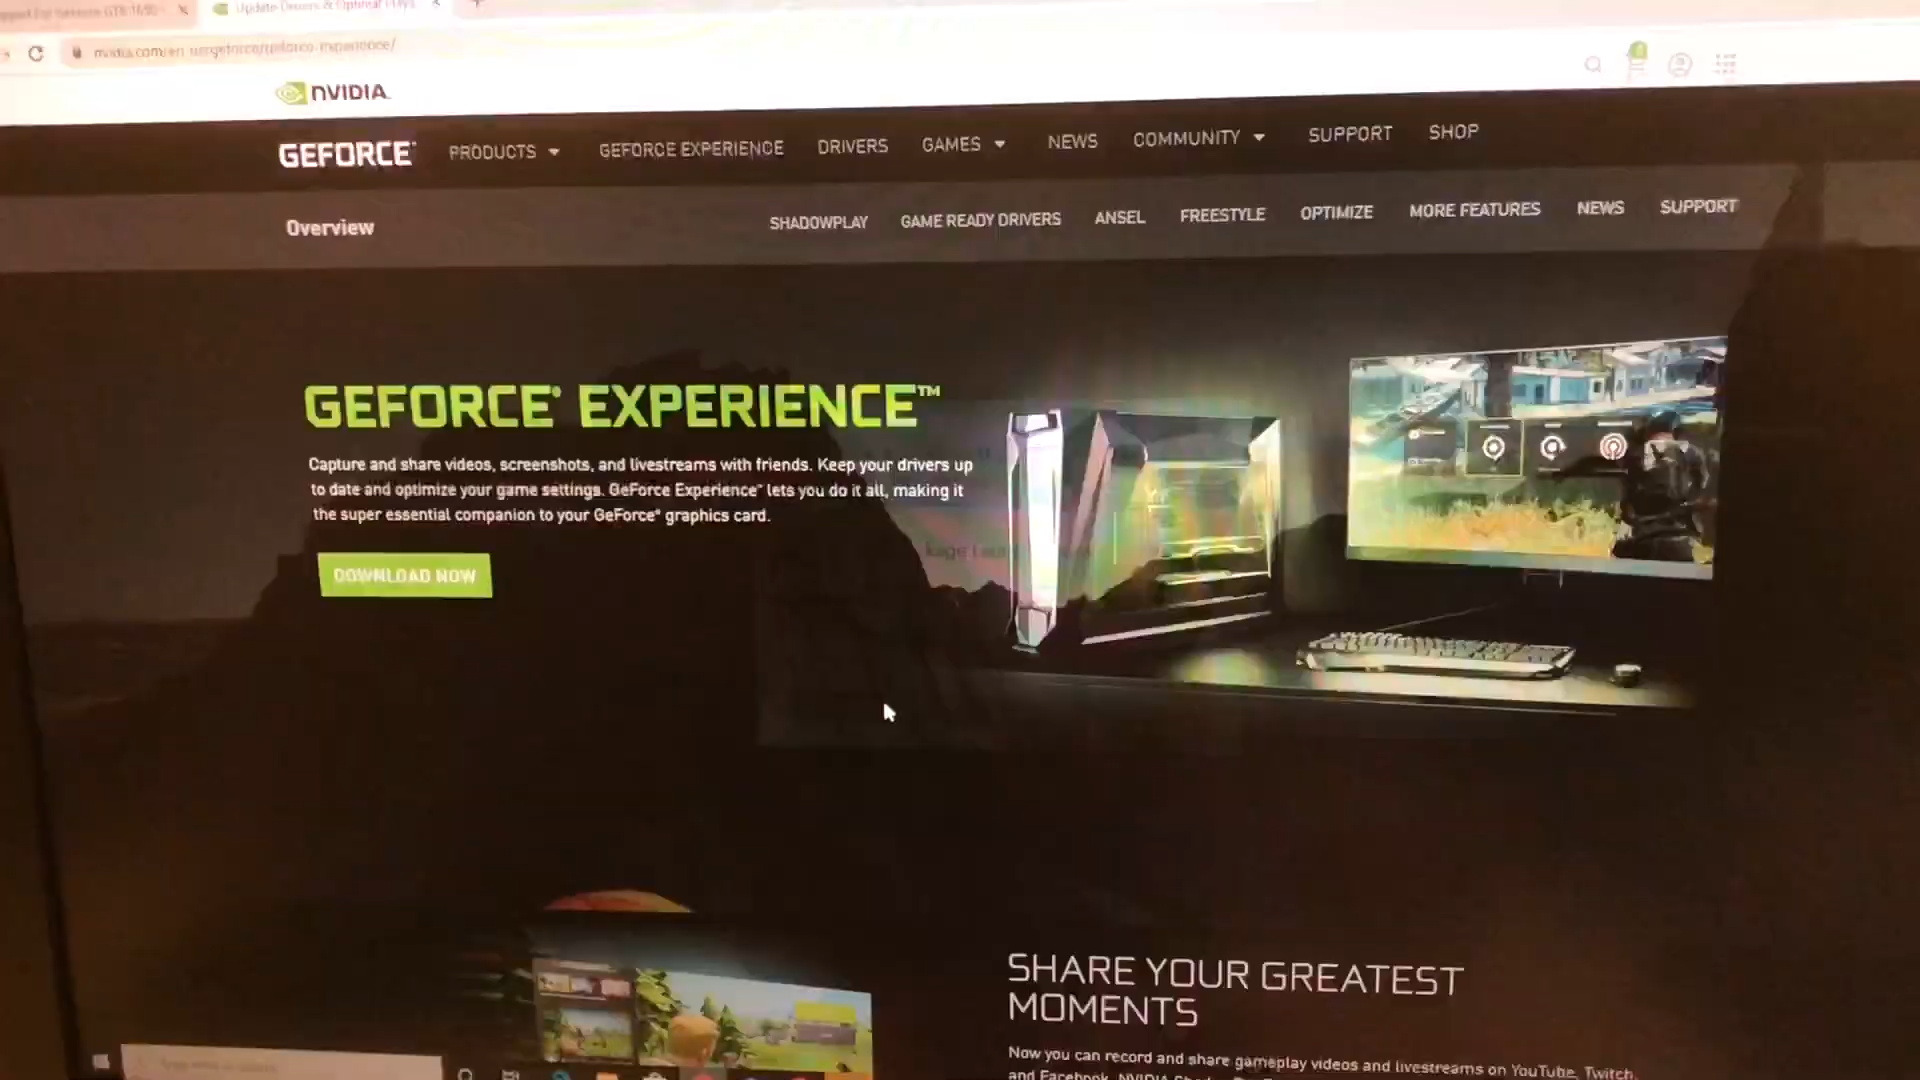 Update Drivers & Optimal Plays
nvidia.com/en-us/geforce/geforce-experience/
NVIDIA.
GEFORCE PRODUCTS GEFORCE EXPERIENCE DRIVERS GAMES NEWS COMMUNITY SUPPORT SHOP
Overview SHADOWPLAY GAME READY DRIVERS ANSEL FREESTYLE OPTIMIZE MORE FEATURES NEWS SUPPORT
GEFORCE® EXPERIENCE™
Capture and share videos, screenshots, and livestreams with friends. Keep your drivers up
to date and optimize your game settings. GeForce Experience™ lets you do it all, making it
the super essential companion to your GeForce® graphics card.
DOWNLOAD NOW
SHARE YOUR GREATEST
MOMENTS
Now you can record and share gameplay videos and livestreams on YouTube, Twitch,
and Facebook. NVIDIA